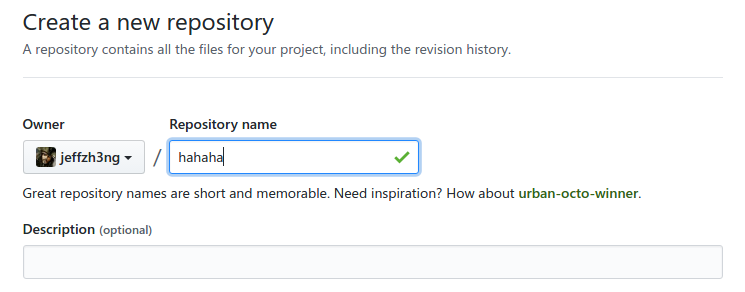 Create a new repository
A repository contains all the files for your project, including the revision history.
Owner Repository name
jeffzh3ng / hahaha
Great repository names are short and memorable. Need inspiration? How about urban-octo-winner.
Description (optional)